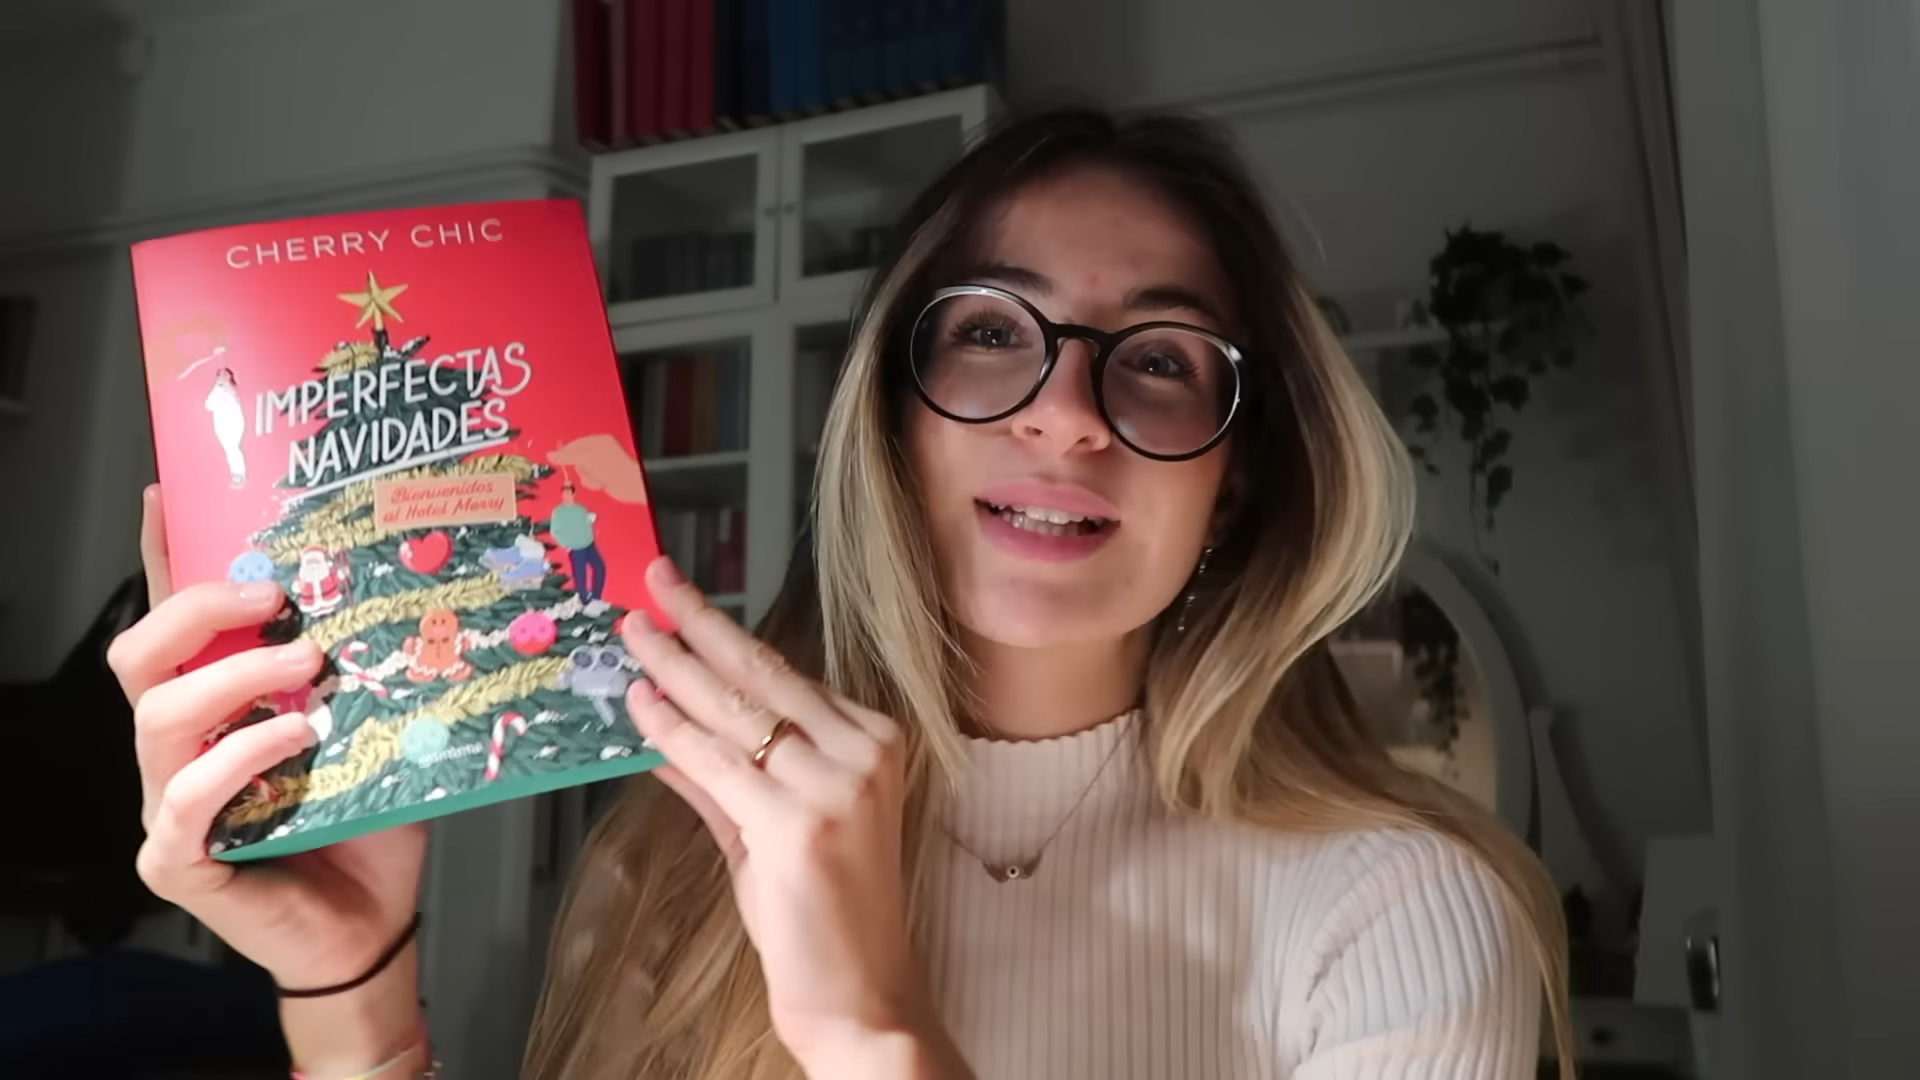 CHERRY CHIC
IMPERFECTAS
NAVIDADES
Bienvenidos
al Hotel Merry